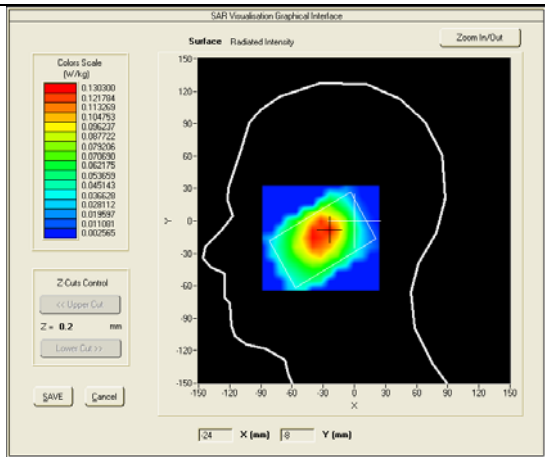 SAR Visualisation Graphical Interface
Surface Radiated Intensity
Zoom In/Out
Colors Scale
(W/kg)
0.130300
0.121784
0.113269
0.104753
0.096237
0.087722
0.079206
0.070690
0.062175
0.053659
0.045143
0.036628
0.028112
0.019597
0.011081
0.002565
Z Cuts Control
<< Upper Cut
Z = 0.2 mm
Lower Cut >>
SAVE Cancel
150
120
90
60
30
0
-30
-60
-90
-120
-150
Y
-150 -120 -90 -60 -30 0 30 60 90 120 150
X
-24 X (mm) -8 Y (mm)